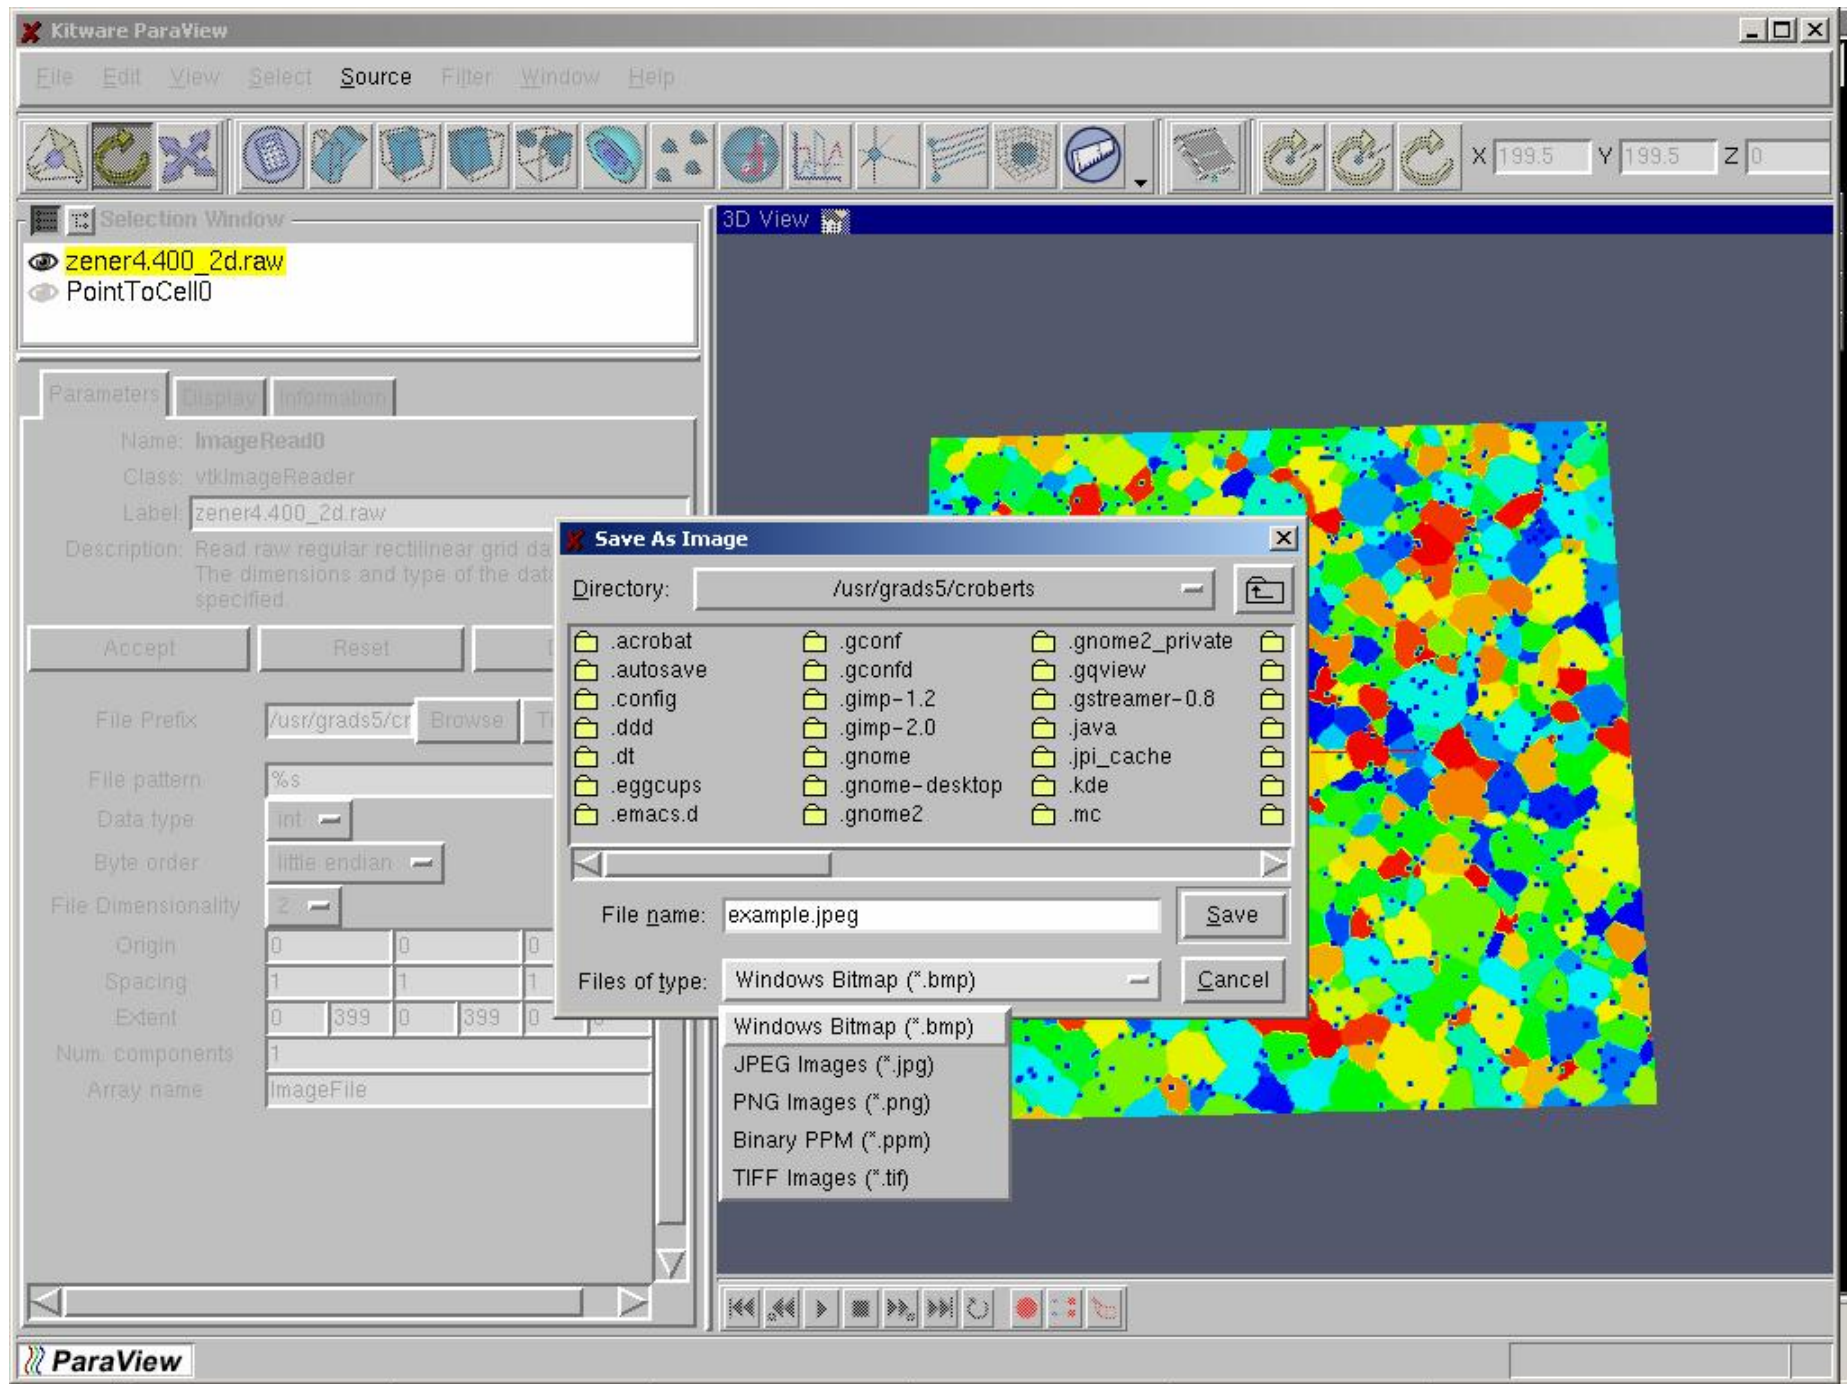 Kitware ParaView
File Edit View Select Source Filter Window Help
X 199.5 Y 199.5 Z 0
Selection Window
zener4.400_2d.raw
PointToCell0
3D View
Parameters Display Information
Name: ImageRead0
Class: vtkImageReader
Label: zener4.400_2d.raw
Description: Read raw regular rectilinear grid
The dimensions and type of the
specified.
Accept Reset
File Prefix /usr/grads5/cr Browse
File pattern %s
Data type int
Byte order little endian
File Dimensionality 2
Origin 0 0 0
Spacing 1 1 1
Extent 0 399 0 399 0
Num. components 1
Array name ImageFile
Save As Image
Directory: /usr/grads5/croberts
.acrobat .gconf .gnome2_private
.autosave .gconfd .gqview
.config .gimp-1.2 .gstreamer-0.8
.ddd .gimp-2.0 .java
.dt .gnome .jpi_cache
.eggcups .gnome-desktop .kde
.emacs.d .gnome2 .mc
File name: example.jpeg Save
Files of type: Windows Bitmap (*.bmp) Cancel
Windows Bitmap (*.bmp)
JPEG Images (*.jpg)
PNG Images (*.png)
Binary PPM (*.ppm)
TIFF Images (*.tif)
ParaView